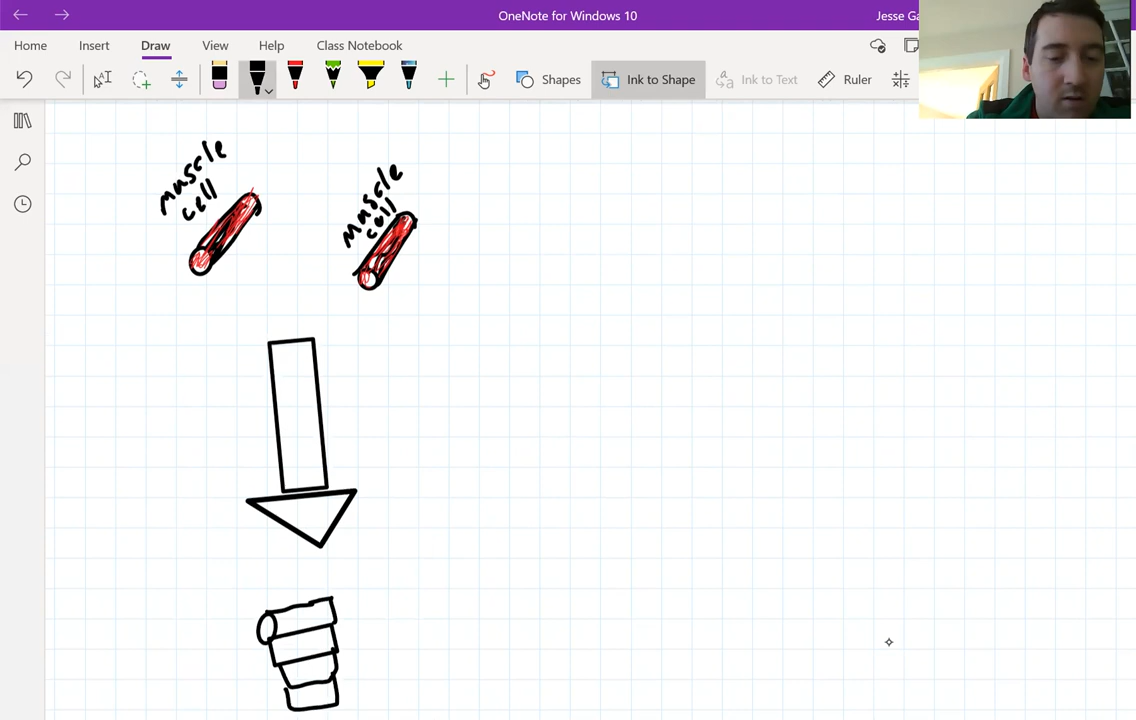 OneNote for Windows 10
Jesse Ga
Home Insert Draw View Help Class Notebook
Shapes Ink to Shape Ink to Text Ruler
muscle
cell
muscle
cell